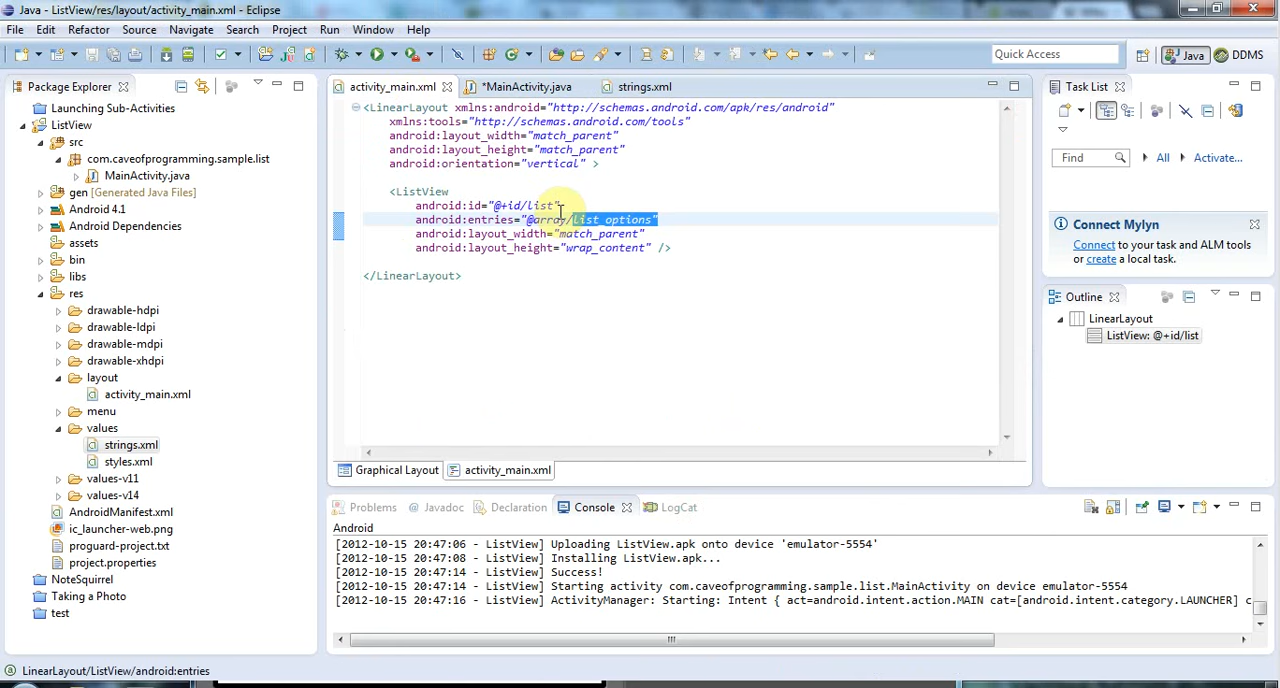 Java - ListView/res/layout/activity_main.xml - Eclipse
File Edit Refactor Source Navigate Search Project Run Window Help
Quick Access Java DDMS
Package Explorer
Launching Sub-Activities
ListView
src
com.caveofprogramming.sample.list
MainActivity.java
gen [Generated Java Files]
Android 4.1
Android Dependencies
assets
bin
libs
res
drawable-hdpi
drawable-ldpi
drawable-mdpi
drawable-xhdpi
layout
activity_main.xml
menu
values
strings.xml
styles.xml
values-v11
values-v14
AndroidManifest.xml
ic_launcher-web.png
proguard-project.txt
project.properties
NoteSquirrel
Taking a Photo
test
activity_main.xml *MainActivity.java strings.xml
<LinearLayout xmlns:android="http://schemas.android.com/apk/res/android"
xmlns:tools="http://schemas.android.com/tools"
android:layout_width="match_parent"
android:layout_height="match_parent"
android:orientation="vertical" >
<ListView
android:id="@+id/list"
android:entries="@array/list_options"
android:layout_width="match_parent"
android:layout_height="wrap_content" />
</LinearLayout>
Graphical Layout activity_main.xml
Task List
Find All Activate...
Connect Mylyn
Connect to your task and ALM tools
or create a local task.
Outline
LinearLayout
ListView: @+id/list
Problems @ Javadoc Declaration Console LogCat
Android
[2012-10-15 20:47:06 - ListView] Uploading ListView.apk onto device 'emulator-5554'
[2012-10-15 20:47:08 - ListView] Installing ListView.apk...
[2012-10-15 20:47:14 - ListView] Success!
[2012-10-15 20:47:14 - ListView] Starting activity com.caveofprogramming.sample.list.MainActivity on device emulator-5554
[2012-10-15 20:47:16 - ListView] ActivityManager: Starting: Intent { act=android.intent.action.MAIN cat=[android.intent.category.LAUNCHER] c
LinearLayout/ListView/android:entries